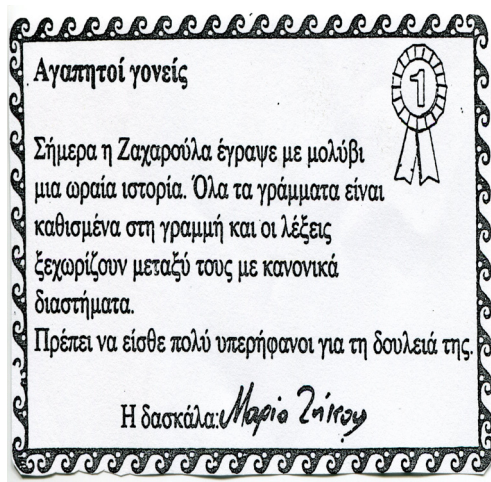 Αγαπητοί γονείς
1
Σήμερα η Ζαχαρούλα έγραψε με μολύβι
μια ωραία ιστορία. Όλα τα γράμματα είναι
καθισμένα στη γραμμή και οι λέξεις
ξεχωρίζουν μεταξύ τους με κανονικά
διαστήματα.
Πρέπει να είσθε πολύ υπερήφανοι για τη δουλειά της.
Η δασκάλα: Μαρία